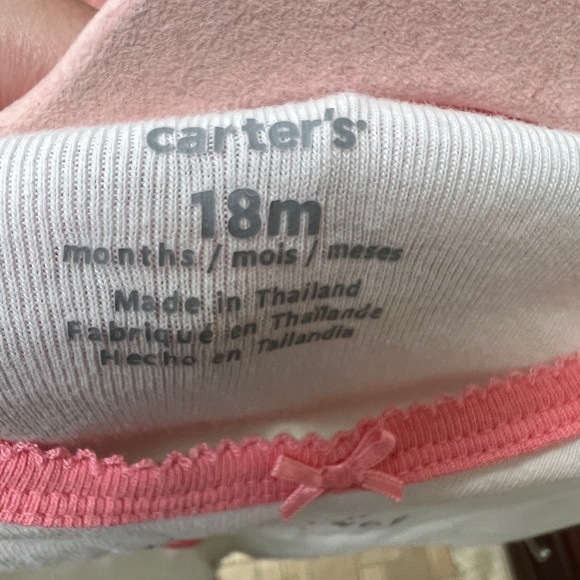 carter's
18m
months / mois / meses
Made in Thailand
Fabriqué en Thaïlande
Hecho en Tailandia